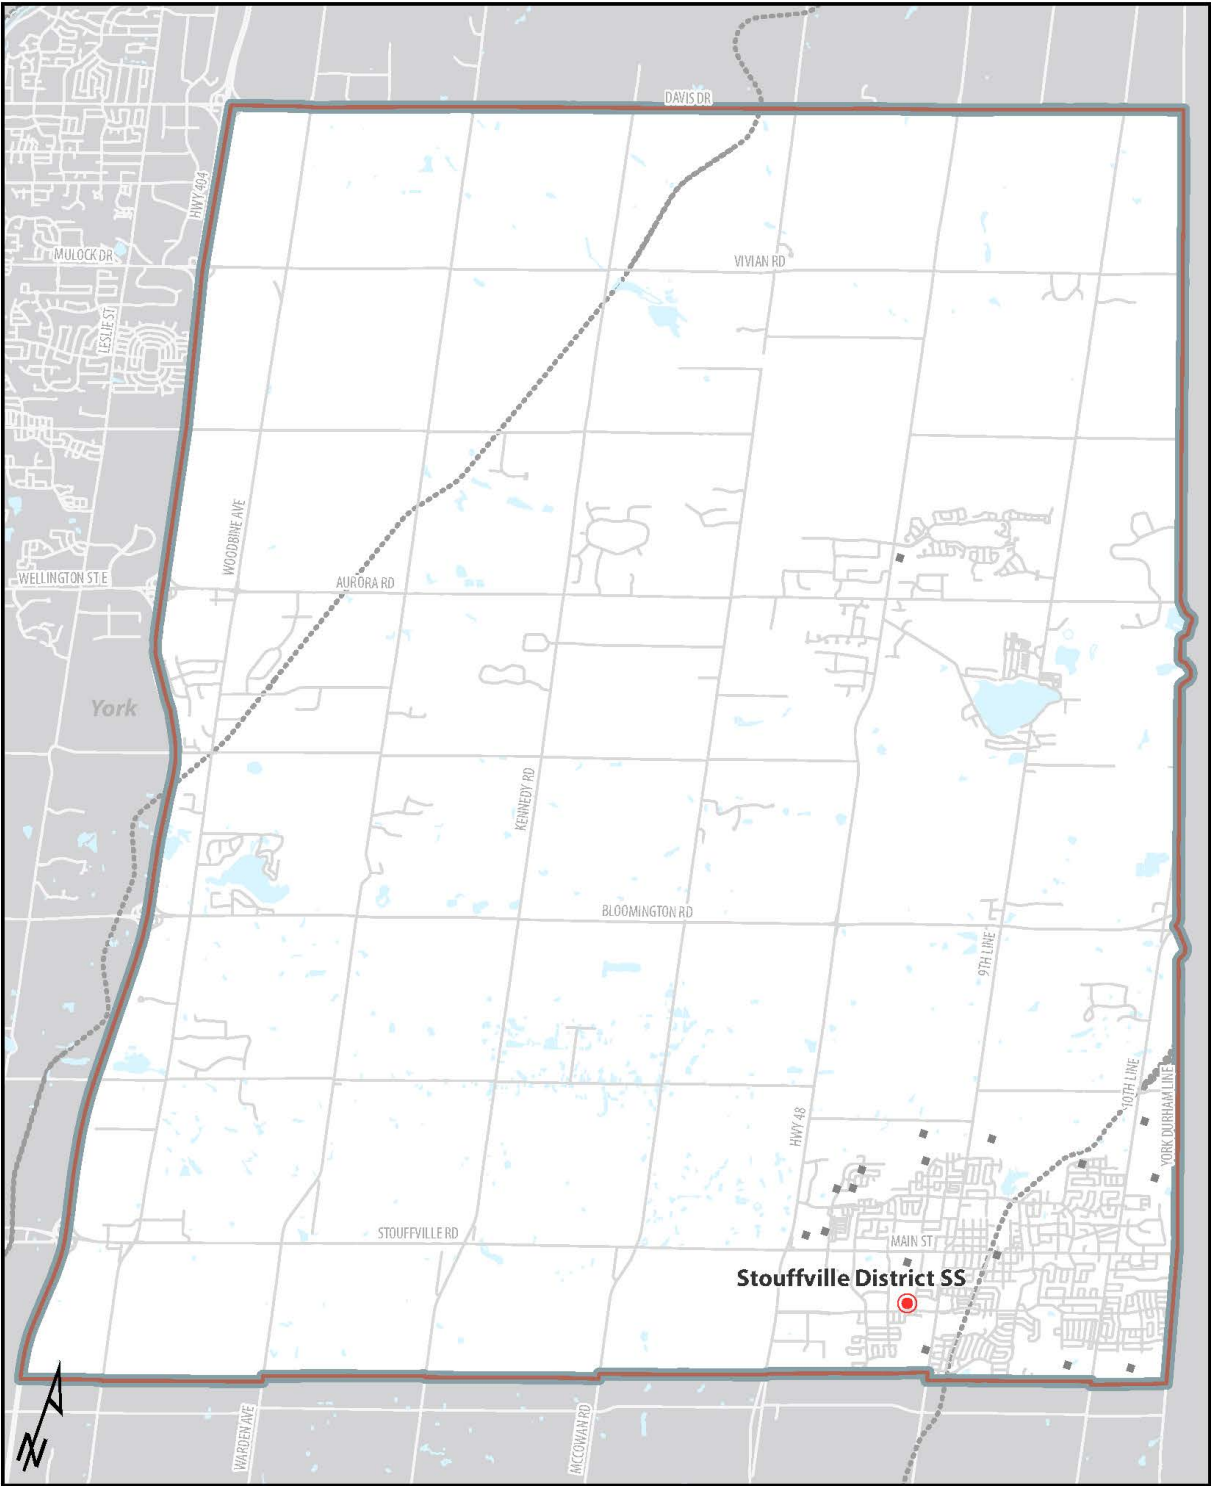 DAVIS DR
HWY 404
MULOCK DR
VIVIAN RD
LESLIE ST
WOODBINE AVE
WELLINGTON ST E
AURORA RD
York
KENNEDY RD
BLOOMINGTON RD
9TH LINE
10TH LINE
YORK DURHAM LINE
HWY 48
STOUFFVILLE RD
MAIN ST
Stouffville District SS
WARDEN AVE
MCCOWAN RD
N